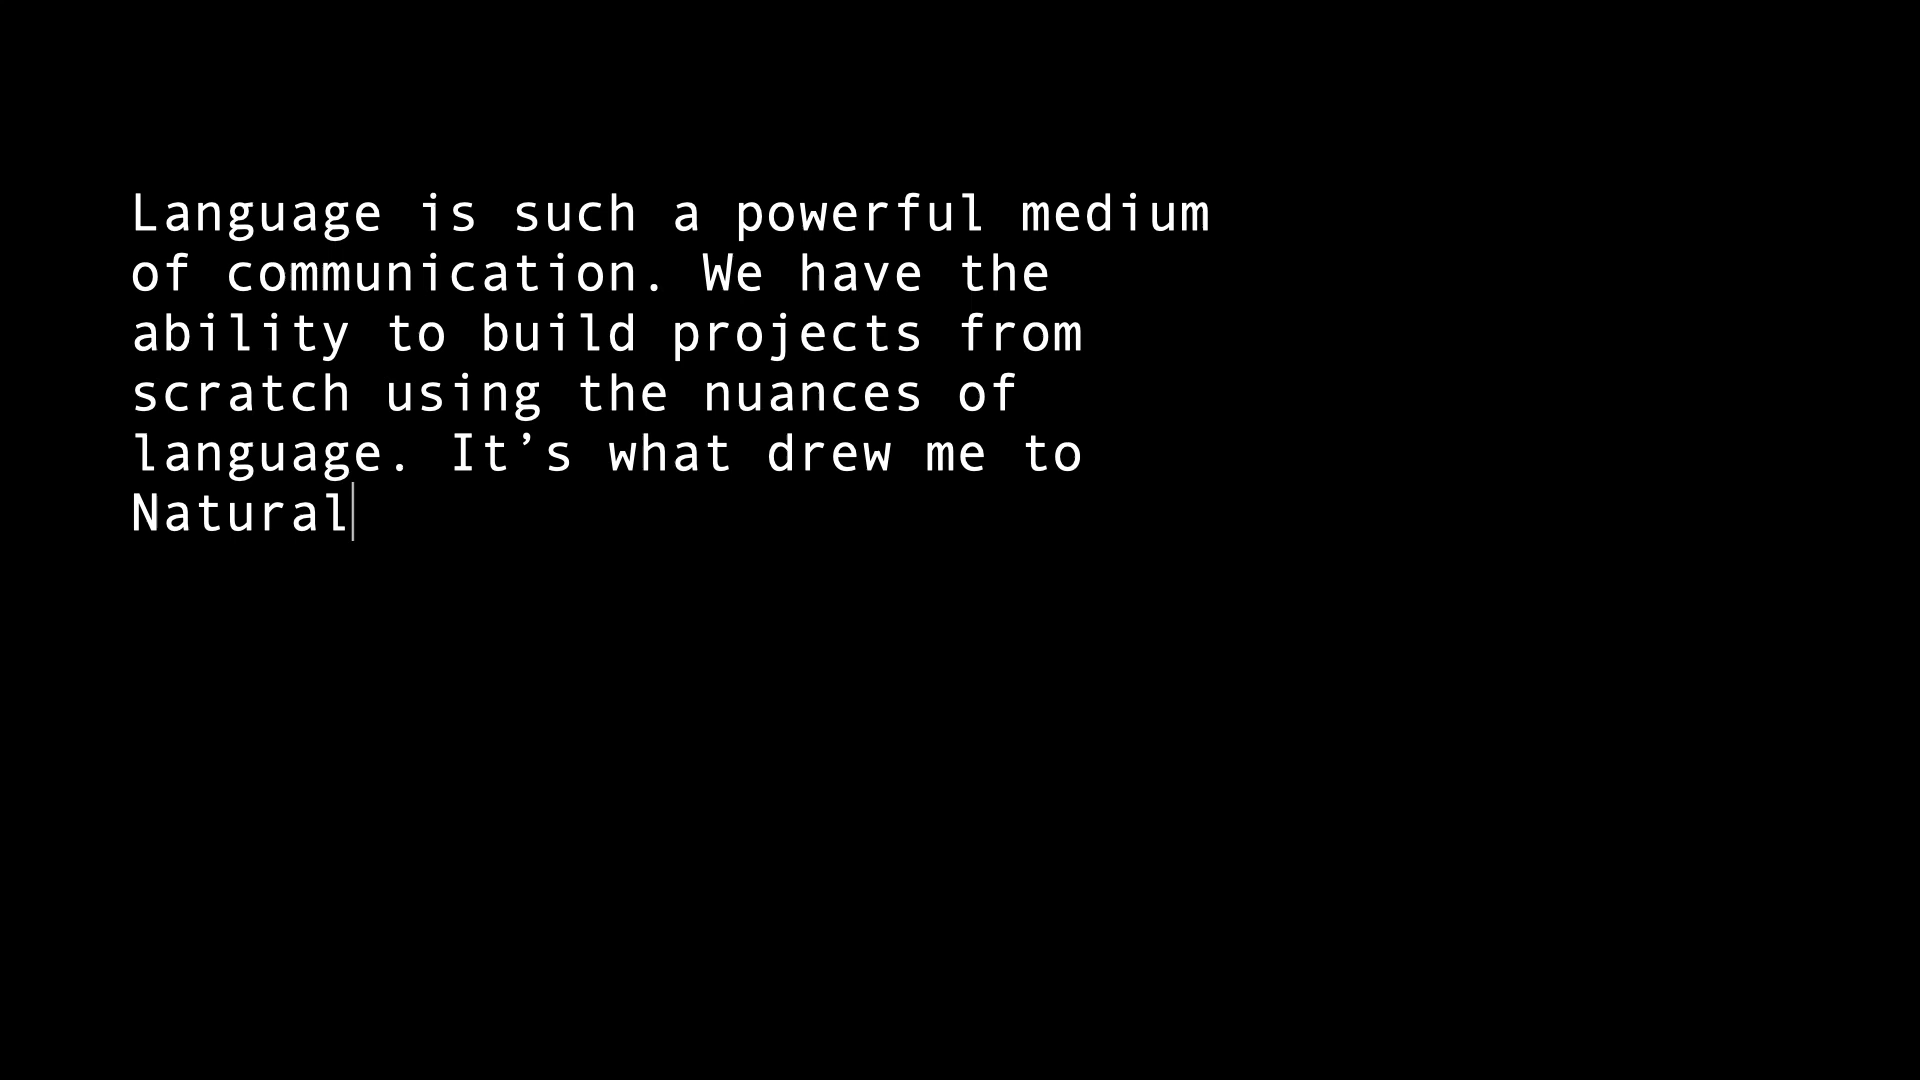 Language is such a powerful medium
of communication. We have the
ability to build projects from
scratch using the nuances of
language. It’s what drew me to
Natural